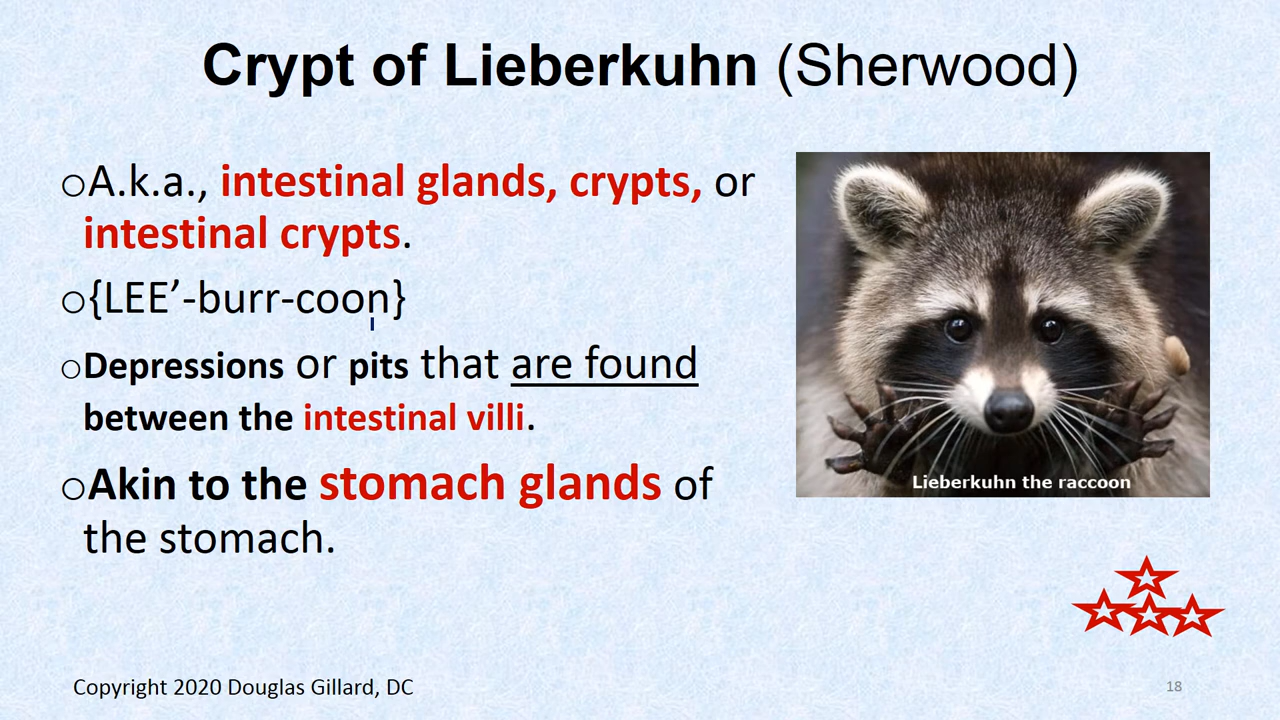 Crypt of Lieberkuhn (Sherwood)
oA.k.a., intestinal glands, crypts, or
intestinal crypts.
o{LEE’-burr-coon}
oDepressions or pits that are found
between the intestinal villi.
oAkin to the stomach glands of
the stomach.
Lieberkuhn the raccoon
Copyright 2020 Douglas Gillard, DC
18